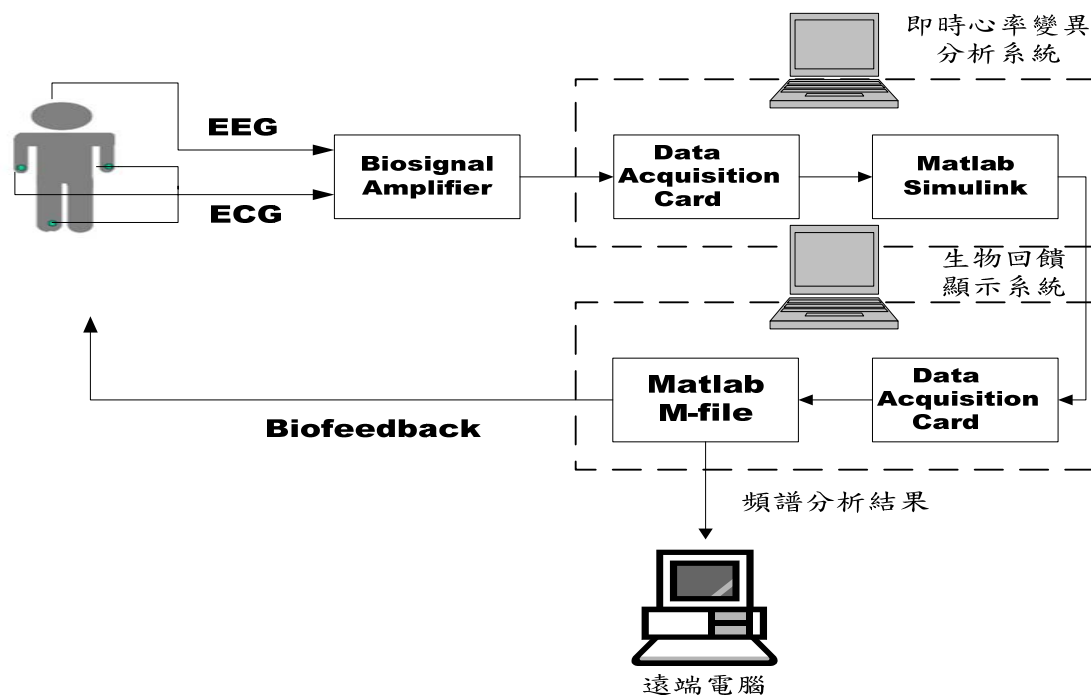 即時心率變異
分析系統
EEG
Biosignal
Amplifier
Data
Acquisition
Card
Matlab
Simulink
ECG
生物回饋
顯示系統
Matlab
M-file
Data
Acquisition
Card
Biofeedback
頻譜分析結果
遠端電腦